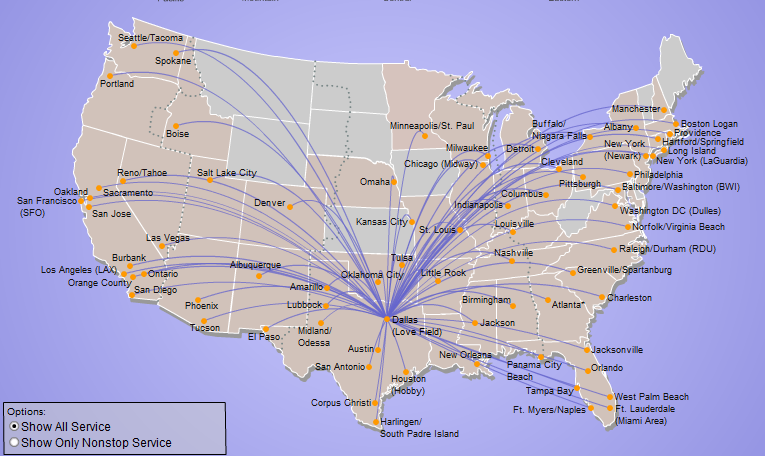 Seattle/Tacoma
Spokane
Portland
Boise
Minneapolis/St. Paul
Manchester
Boston Logan
Providence
Buffalo/
Niagara Falls
Albany
Hartford/Springfield
Long Island
New York
(Newark)
New York (LaGuardia)
Milwaukee
Detroit
Chicago (Midway)
Cleveland
Pittsburgh
Philadelphia
Baltimore/Washington (BWI)
Reno/Tahoe
Salt Lake City
Omaha
Oakland
Sacramento
San Francisco
(SFO)
San Jose
Denver
Columbus
Indianapolis
Washington DC (Dulles)
Kansas City
St. Louis
Louisville
Norfolk/Virginia Beach
Las Vegas
Raleigh/Durham (RDU)
Burbank
Los Angeles (LAX)
Ontario
Orange County
San Diego
Albuquerque
Tulsa
Nashville
Oklahoma City
Little Rock
Greenville/Spartanburg
Amarillo
Lubbock
Phoenix
Tucson
Birmingham
Atlanta*
Charleston
El Paso
Midland/
Odessa
Dallas
(Love Field)
Jackson
Austin
San Antonio
New Orleans
Panama City
Beach
Jacksonville
Orlando
Houston
(Hobby)
Tampa Bay
West Palm Beach
Corpus Christi
Ft. Myers/Naples
Ft. Lauderdale
(Miami Area)
Harlingen/
South Padre Island
Options:
Show All Service
Show Only Nonstop Service